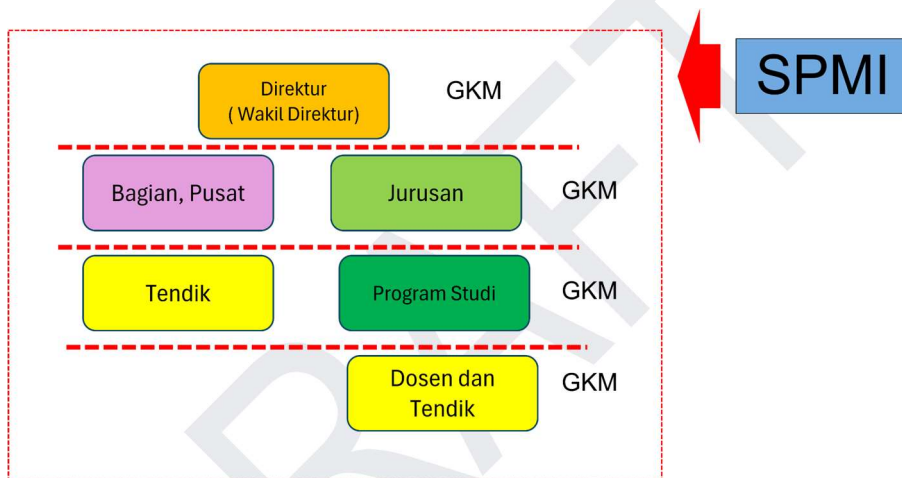 SPMI
Direktur
( Wakil Direktur)
GKM
Bagian, Pusat
Jurusan
GKM
Tendik
Program Studi
GKM
Dosen dan
Tendik
GKM
DRAFT